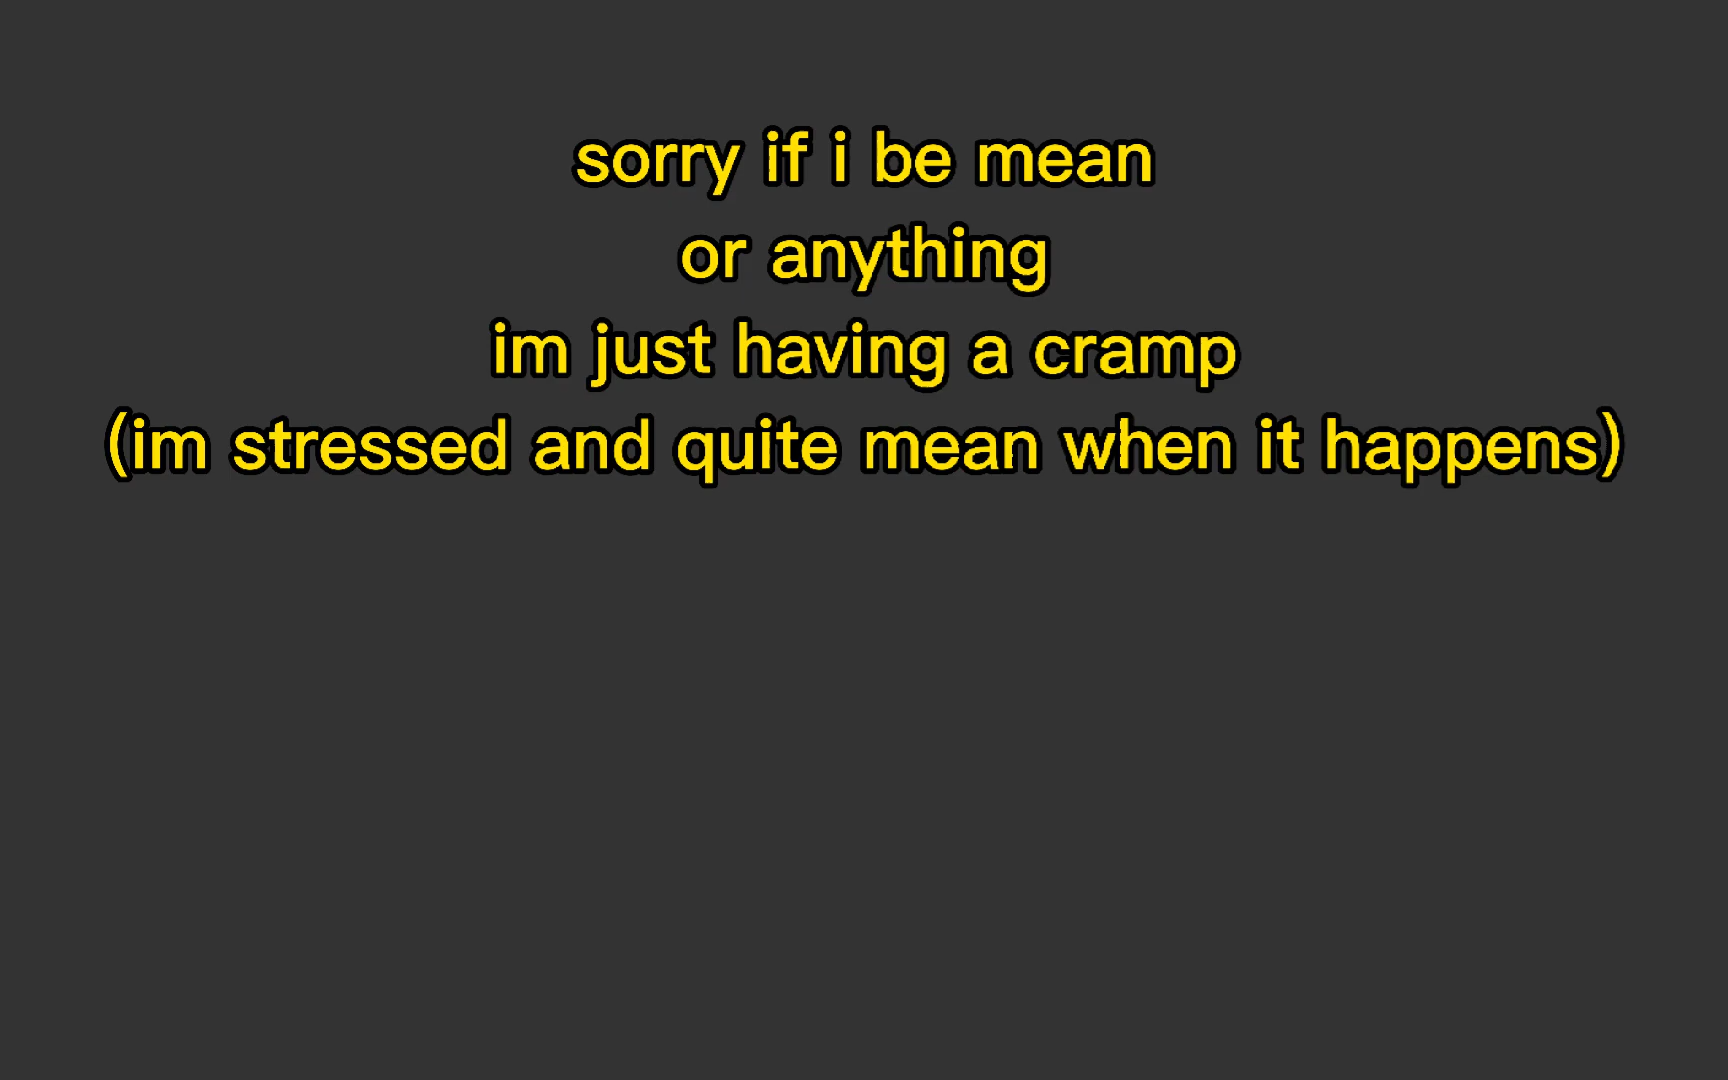 sorry if i be mean
or anything
im just having a cramp
(im stressed and quite mean when it happens)